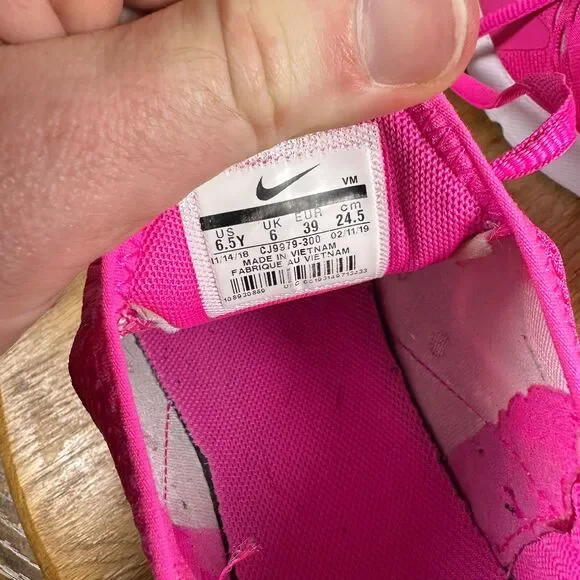 VM
US UK EUR cm
6.5Y 6 39 24.5
11/14/18 CJ9979-300 02/11/19
MADE IN VIETNAM
FABRIQUE AU VIETNAM